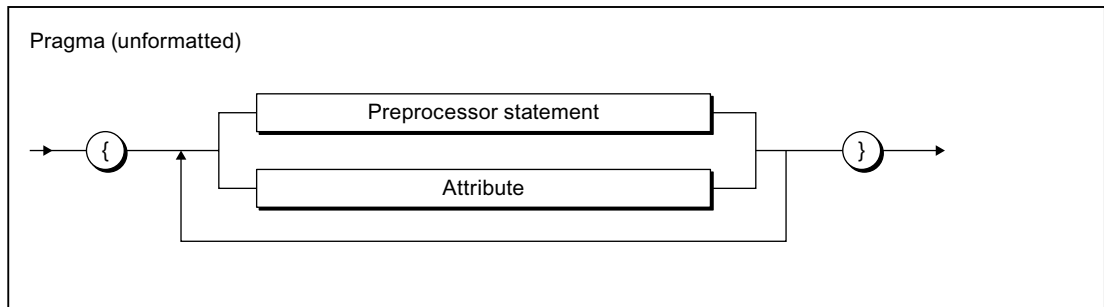 Pragma (unformatted)
Preprocessor statement
{
}
Attribute